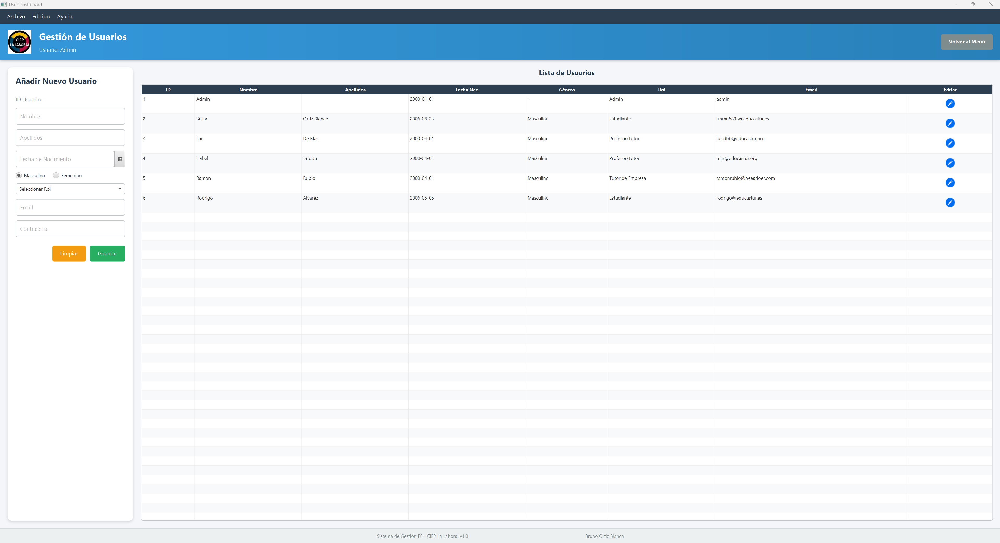 User Dashboard
Archivo Edición Ayuda
CIFP
LA LABORAL
Gestión de Usuarios
Usuario: Admin
Volver al Menú
Añadir Nuevo Usuario
ID Usuario:
Nombre
Apellidos
Fecha de Nacimiento
Masculino Femenino
Seleccionar Rol
Email
Contraseña
Limpiar Guardar
Lista de Usuarios
ID Nombre Apellidos Fecha Nac. Género Rol Email Editar
1 Admin 2000-01-01 - Admin admin
2 Bruno Ortiz Blanco 2006-08-23 Masculino Estudiante tmm06898@educastur.es
3 Luis De Blas 2000-04-01 Masculino Profesor/Tutor luisdbb@educastur.org
4 Isabel Jardon 2000-04-01 Masculino Profesor/Tutor mijr@educastur.org
5 Ramon Rubio 2000-04-01 Masculino Tutor de Empresa ramonrubio@beeadoer.com
6 Rodrigo Alvarez 2006-05-05 Masculino Estudiante rodrigo@educastur.es
Sistema de Gestión FE - CIFP La Laboral v1.0 Bruno Ortiz Blanco